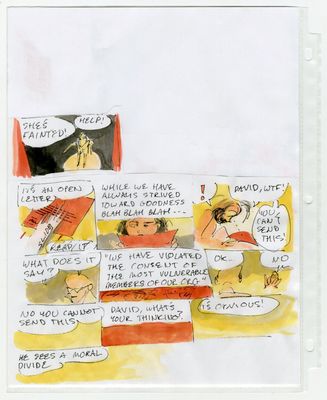 SHE'S
FAINTED!
HELP!
IT'S AN OPEN
LETTER!
READ IT
WHILE WE HAVE
ALWAYS STRIVED
TOWARD GOODNESS
BLAH BLAH BLAH---
!
DAVID, WTF!
YOU
CAN'T
SEND
THIS!
WHAT DOES IT
SAY?
"WE HAVE VIOLATED
THE CONSENT OF
THE MOST VULNERABLE
MEMBERS OF OUR ORG."
OK...
NO
NO YOU CANNOT
SEND THIS
DAVID, WHAT'S
YOUR THINKING?
IS OBVIOUS!
HE SEES A MORAL
DIVIDE